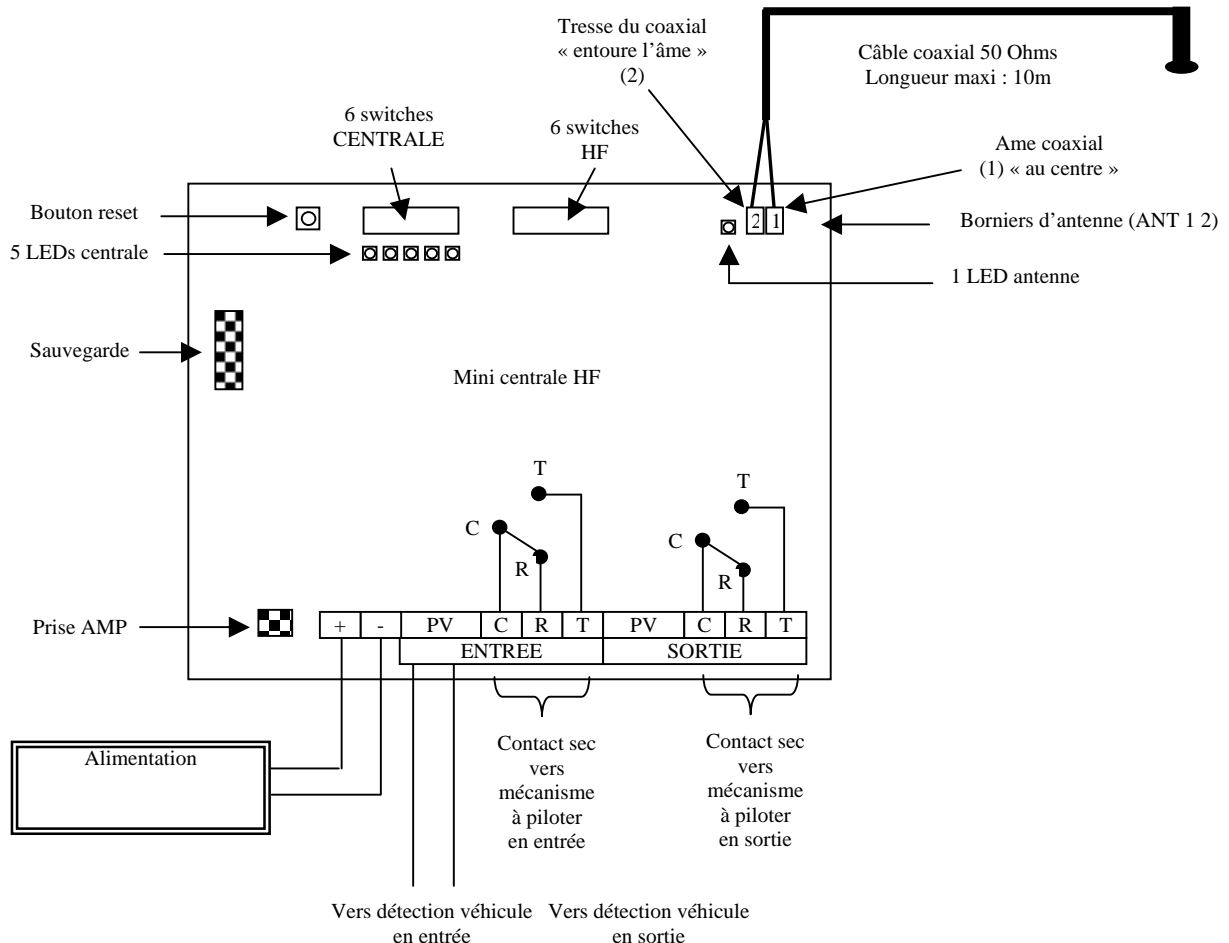 Tresse du coaxial
« entoure l'âme »
(2)
Câble coaxial 50 Ohms
Longueur maxi : 10m
6 switches
CENTRALE
6 switches
HF
Ame coaxial
(1) « au centre »
Bouton reset
2 1
Borniers d'antenne (ANT 1 2)
5 LEDs centrale
1 LED antenne
Sauvegarde
Mini centrale HF
T
C
R
T
C
R
Prise AMP
+ - PV C R T PV C R T
ENTREE SORTIE
Alimentation
Contact sec
vers
mécanisme
à piloter
en entrée
Contact sec
vers
mécanisme
à piloter
en sortie
Vers détection véhicule
en entrée
Vers détection véhicule
en sortie